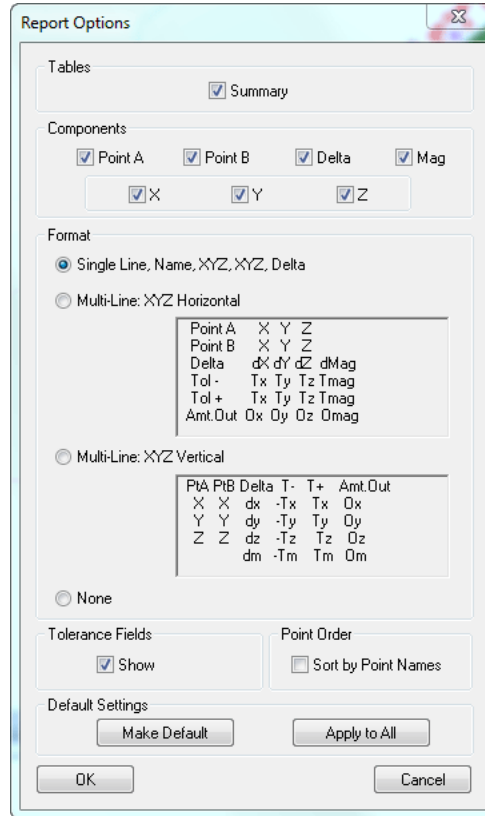 Report Options
Tables
Summary
Components
Point A Point B Delta Mag
X Y Z
Format
Single Line, Name, XYZ, XYZ, Delta
Multi-Line: XYZ Horizontal
Point A X Y Z
Point B X Y Z
Delta dX dY dZ dMag
Tol - Tx Ty Tz Tmag
Tol + Tx Ty Tz Tmag
Amt.Out Ox Oy Oz Omag
Multi-Line: XYZ Vertical
PtA PtB Delta T- T+ Amt.Out
X X dx -Tx Tx Ox
Y Y dy -Ty Ty Oy
Z Z dz -Tz Tz Oz
dm -Tm Tm Om
None
Tolerance Fields Point Order
Show Sort by Point Names
Default Settings
Make Default Apply to All
OK Cancel